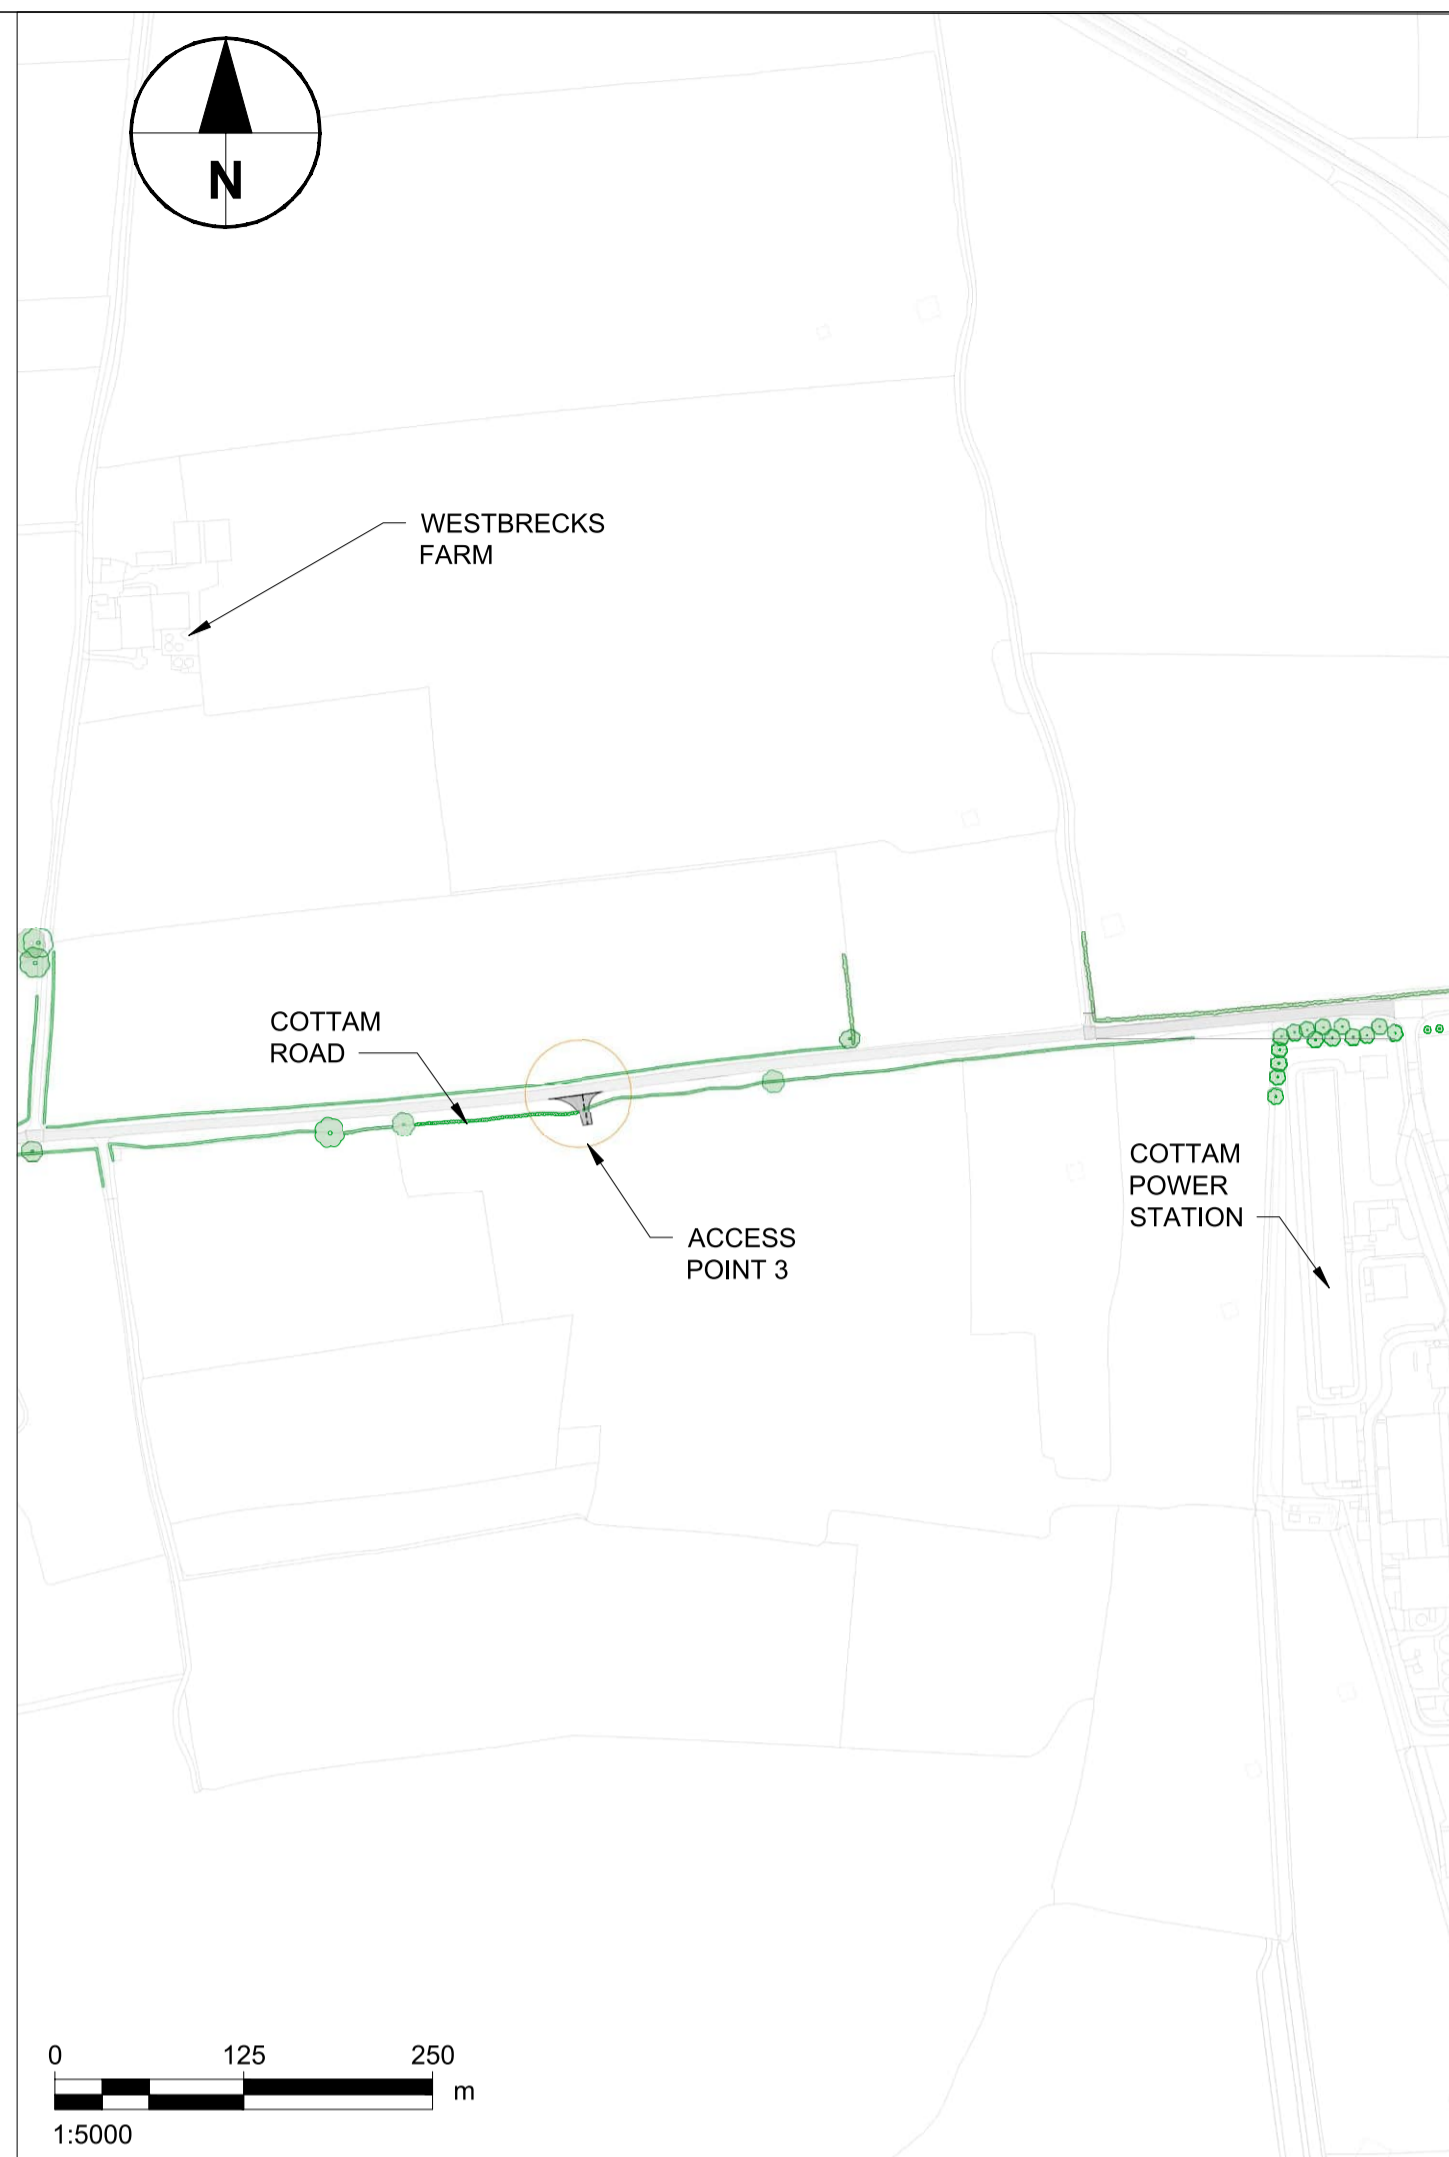 N
WESTBRECKS
FARM
COTTAM
ROAD
ACCESS
POINT 3
COTTAM
POWER
STATION
0 125 250
m
1:5000